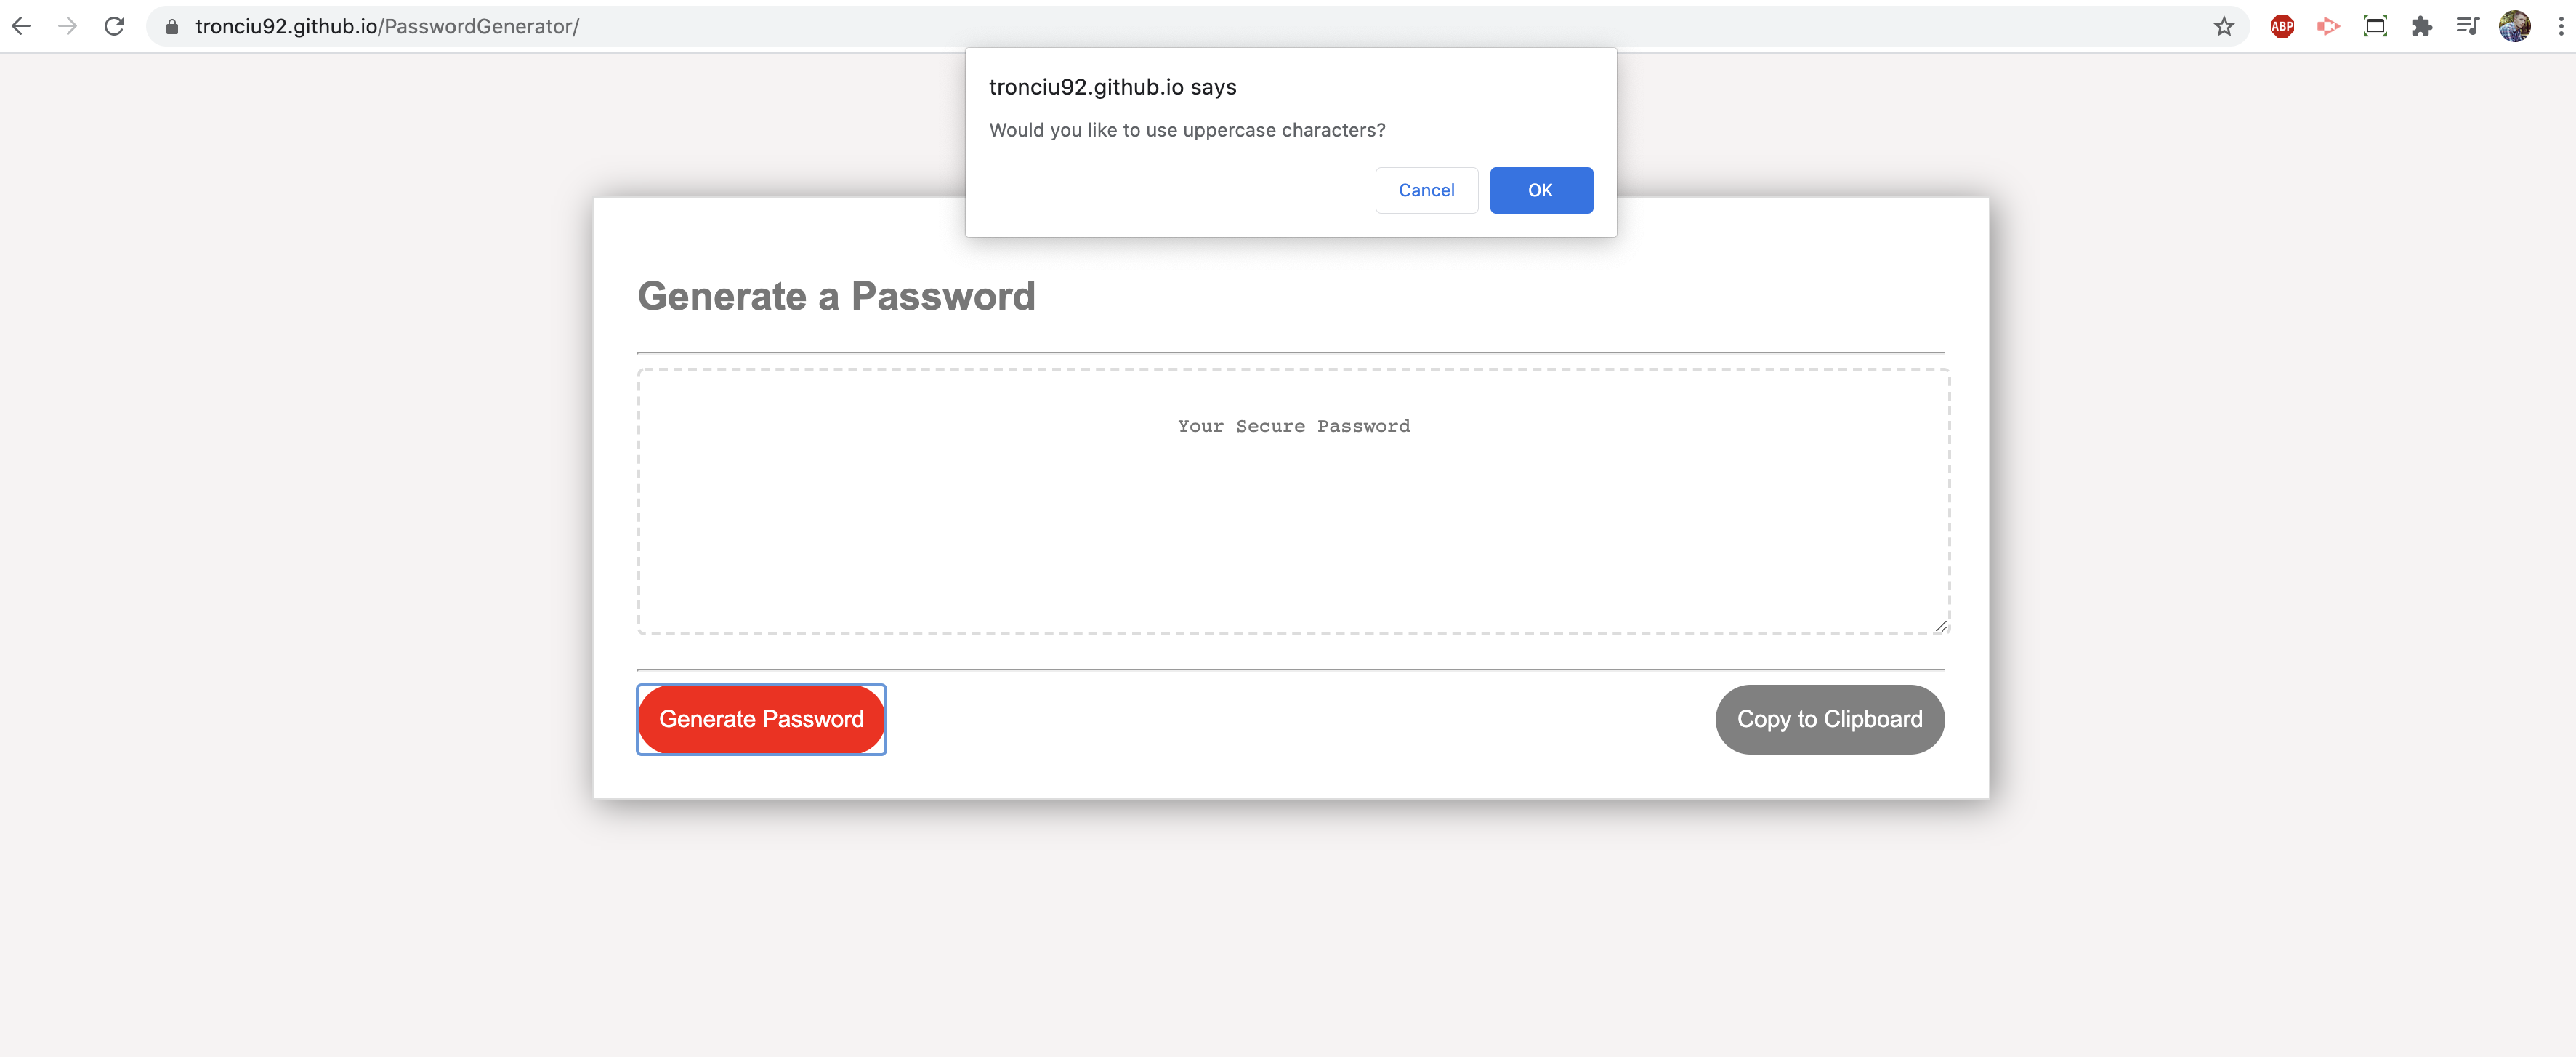 tronciu92.github.io/PasswordGenerator/
ABP
tronciu92.github.io says
Would you like to use uppercase characters?
Cancel
OK
Generate a Password
Your Secure Password
Generate Password
Copy to Clipboard